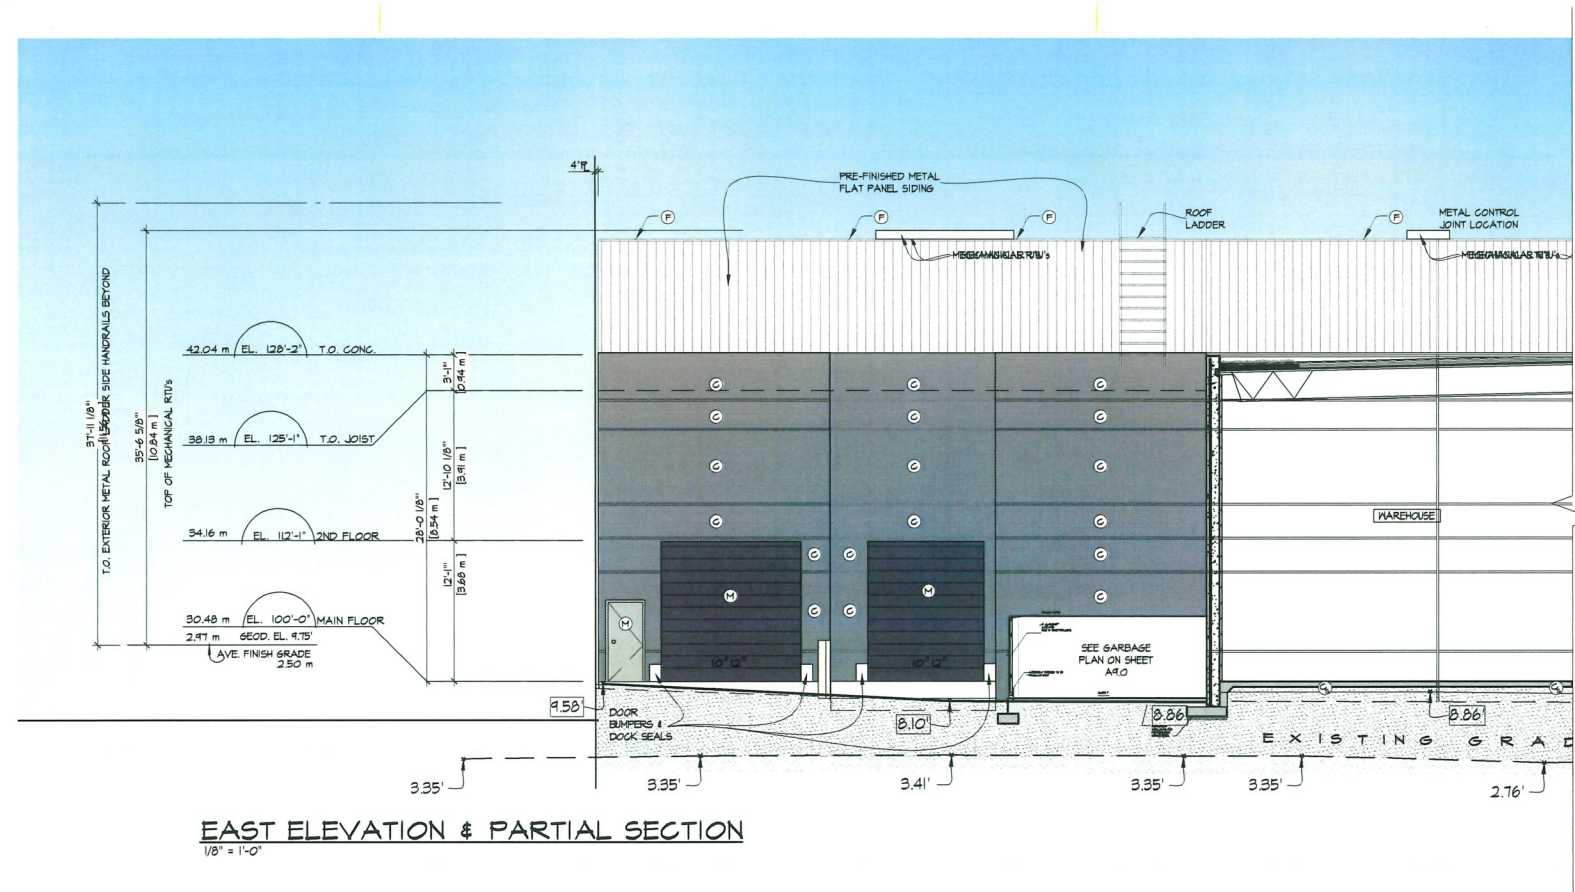 4" PL
PRE-FINISHED METAL
FLAT PANEL SIDING
F
F
F
F
ROOF
LADDER
METAL CONTROL
JOINT LOCATION
37'-11 1/8"
T.O. EXTERIOR METAL ROOF LADDER SIDE HANDRAILS BEYOND
35'-6 5/8"
[10.84 m ]
TOP OF MECHANICAL RTU's
42.04 m EL. 128'-2" T.O. CONC.
38.13 m EL. 125'-1" T.O. JOIST
34.16 m EL. 112'-1" 2ND FLOOR
30.48 m EL. 100'-0" MAIN FLOOR
2.97 m GEOD. EL. 9.75'
AVE. FINISH GRADE
2.50 m
28'-0 1/8"
[8.54 m ]
3'-1"
[0.94 m ]
12'-10 1/8"
[3.91 m ]
12'-1"
[3.68 m ]
C C C
C C C
C C C
C C C
C C C
M M C
C C
M
10' 12'
10' 12'
WAREHOUSE
SEE GARBAGE
PLAN ON SHEET
A9.0
9.58'
DOOR
BUMPERS &
DOCK SEALS
8.10'
8.86'
8.86'
EXISTING GRAD
3.35'
3.35'
3.41'
3.35'
3.35'
2.76'
EAST ELEVATION & PARTIAL SECTION
1/8" = 1'-0"